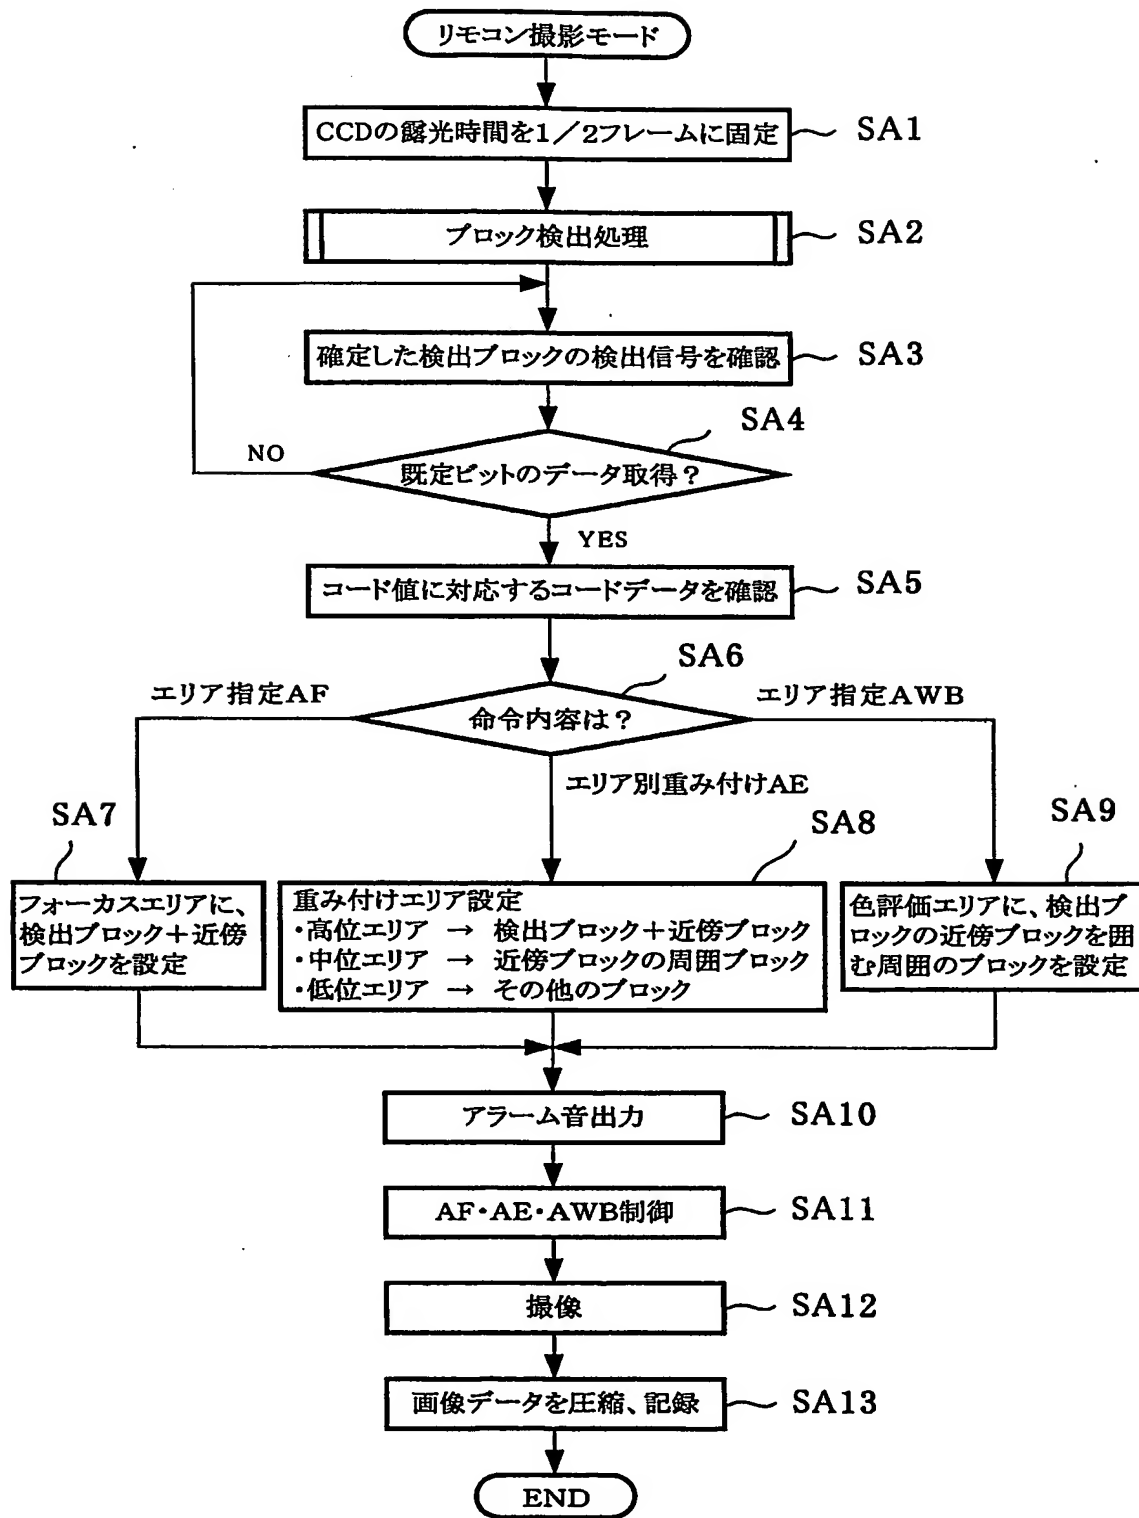 リモコン撮影モード
CCDの露光時間を1／2フレームに固定
SA1
ブロック検出処理
SA2
確定した検出ブロックの検出信号を確認
SA3
SA4
NO
既定ビットのデータ取得？
YES
コード値に対応するコードデータを確認
SA5
SA6
エリア指定AF
エリア指定AWB
命令内容は？
エリア別重み付けAE
SA7
SA8
SA9
フォーカスエリアに、
検出ブロック＋近傍
ブロックを設定
重み付けエリア設定
・高位エリア → 検出ブロック＋近傍ブロック
・中位エリア → 近傍ブロックの周囲ブロック
・低位エリア → その他のブロック
色評価エリアに、検出ブ
ロックの近傍ブロックを囲
む周囲のブロックを設定
アラーム音出力
SA10
AF・AE・AWB制御
SA11
撮像
SA12
画像データを圧縮、記録
SA13
END